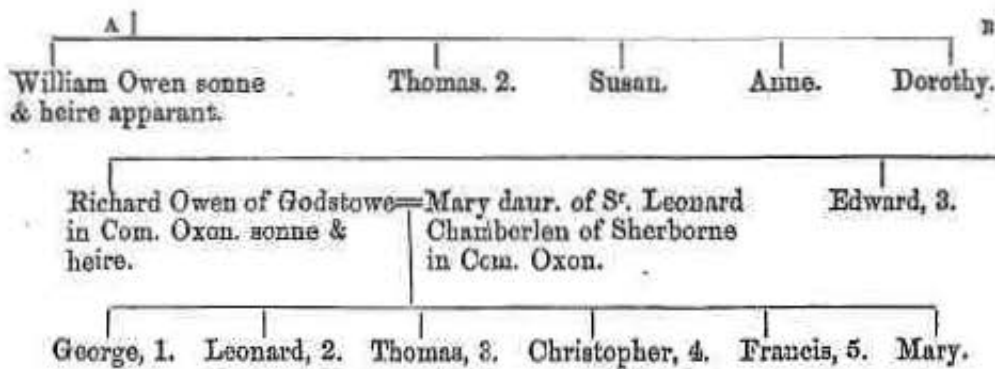 A B
William Owen sonne Thomas. 2. Susan. Anne. Dorothy.
& heire apparant.
Richard Owen of Godstowe=Mary daur. of Sr. Leonard Edward, 3.
in Com. Oxon. sonne & Chamberlen of Sherborne
heire. in Com. Oxon.
George, 1. Leonard, 2. Thomas, 3. Christopher, 4. Francis, 5. Mary.